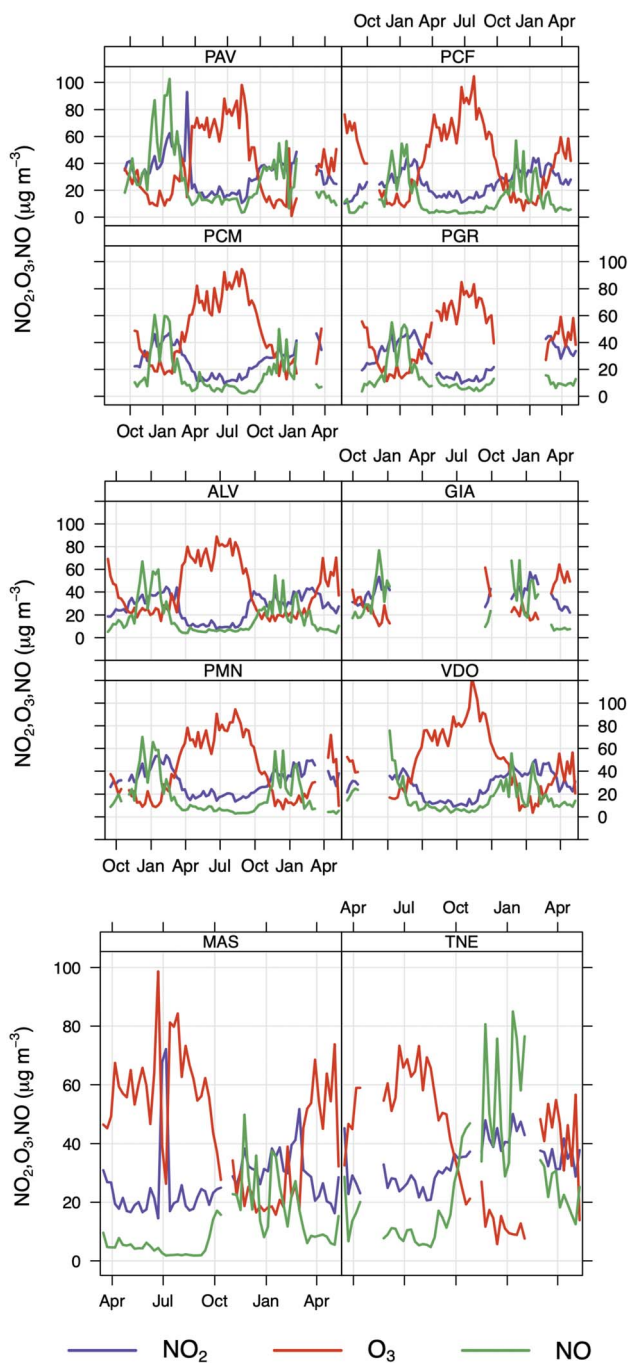 Oct Jan Apr Jul Oct Jan Apr
PAV PCF
100
80
60
40
20
0
PCM PGR
100
80
60
40
20
0
NO₂,O₃,NO (μg m⁻³)
Oct Jan Apr Jul Oct Jan Apr
Oct Jan Apr Jul Oct Jan Apr
ALV GIA
100
80
60
40
20
0
PMN VDO
100
80
60
40
20
0
NO₂,O₃,NO (μg m⁻³)
Oct Jan Apr Jul Oct Jan Apr
Apr Jul Oct Jan Apr
MAS TNE
100
80
60
40
20
0
NO₂,O₃,NO (μg m⁻³)
Apr Jul Oct Jan Apr
NO₂ O₃ NO